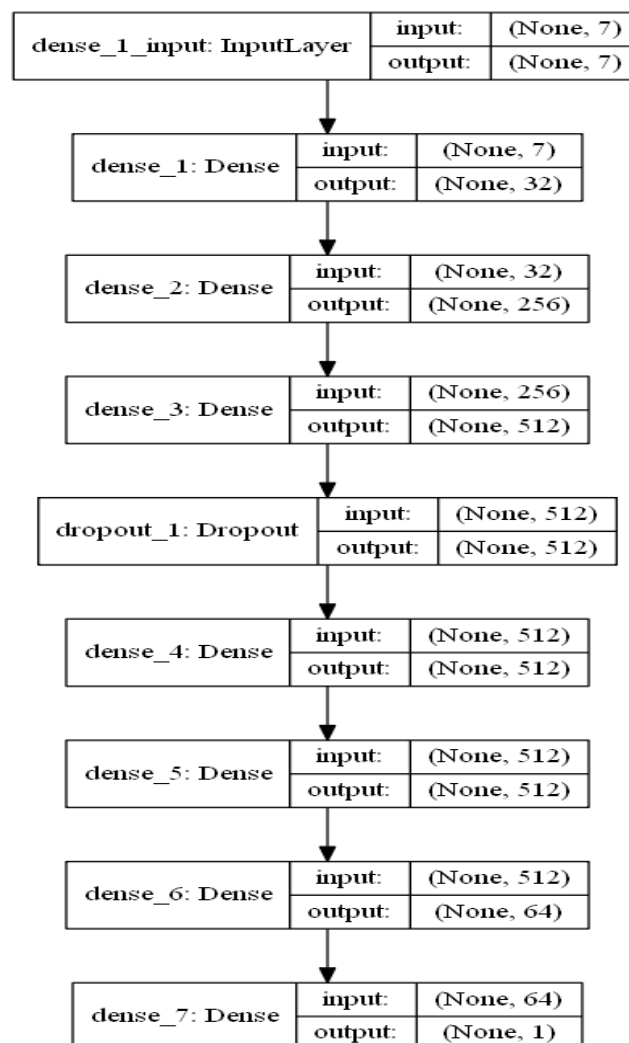 dense_1_input: InputLayer
input: (None, 7)
output: (None, 7)
dense_1: Dense
input: (None, 7)
output: (None, 32)
dense_2: Dense
input: (None, 32)
output: (None, 256)
dense_3: Dense
input: (None, 256)
output: (None, 512)
dropout_1: Dropout
input: (None, 512)
output: (None, 512)
dense_4: Dense
input: (None, 512)
output: (None, 512)
dense_5: Dense
input: (None, 512)
output: (None, 512)
dense_6: Dense
input: (None, 512)
output: (None, 64)
dense_7: Dense
input: (None, 64)
output: (None, 1)